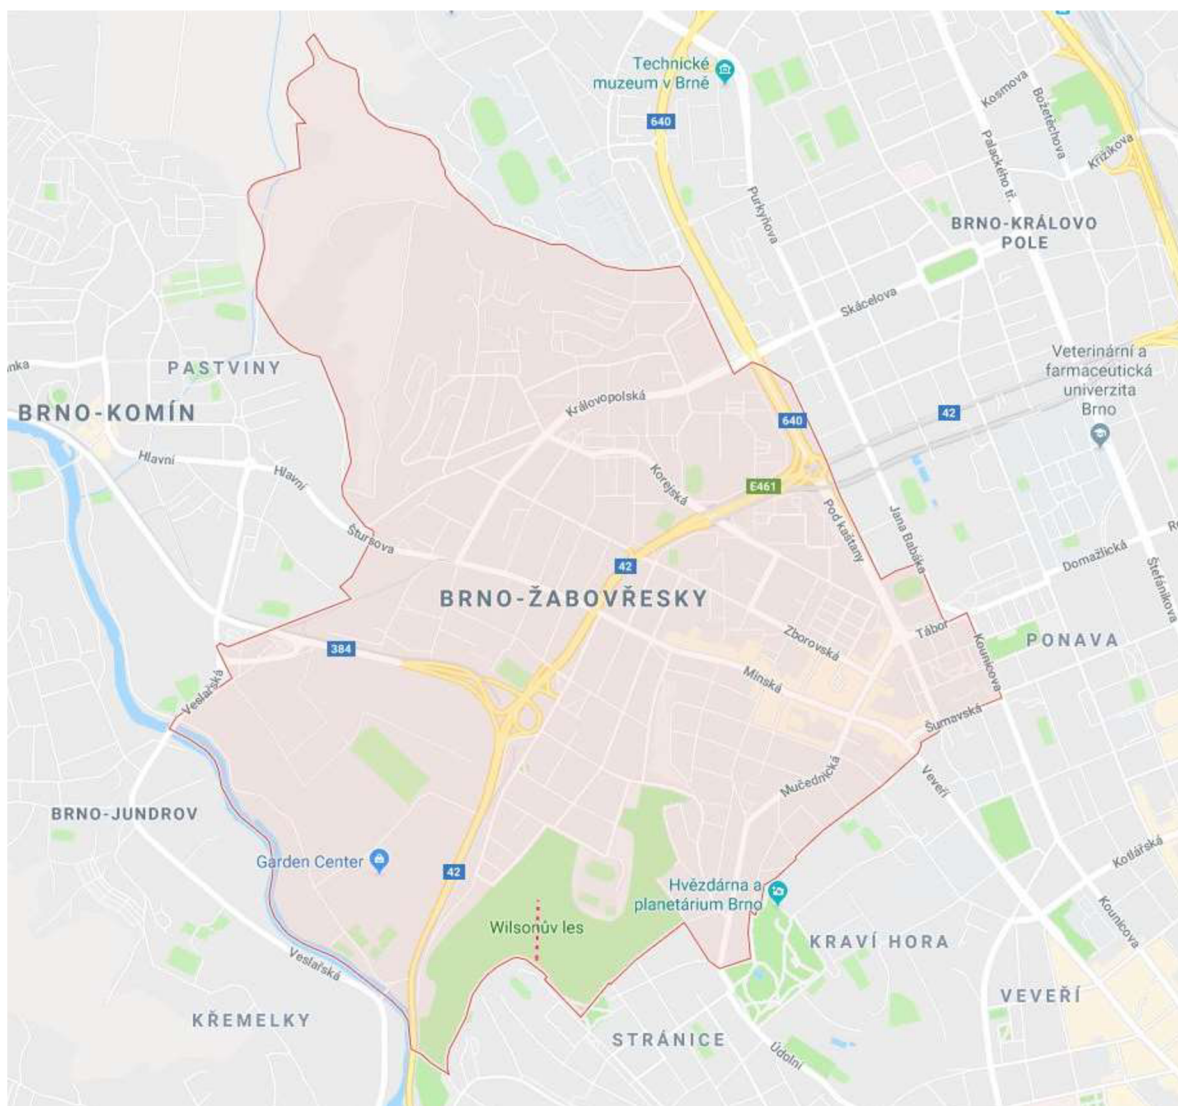 Technické
muzeum v Brně
640
Kosmova
Božetěchova
Palackého tř.
Křižíkova
Purkyňova
BRNO-KRÁLOVO
POLE
Skácelova
Veterinární a
farmaceutická
univerzita
Brno
PASTVINY
nka
BRNO-KOMÍN
Královopolská
640
42
Hlavní
Hlavní
Korejská
E461
Pod kaštany
Jana Babáka
Štursova
42
Domažlická
Štefánikova
BRNO-ŽABOVŘESKY
Zborovská
Tábor
Kounicova
PONAVA
384
Veslařská
Minská
Šumavská
Mučednická
Veveří
BRNO-JUNDROV
Garden Center
42
Kotlářská
Hvězdárna a
planetárium Brno
Wilsonův les
Kounicova
KRAVÍ HORA
Veslařská
VEVEŘÍ
KŘEMELKY
STRÁNICE
Údolní